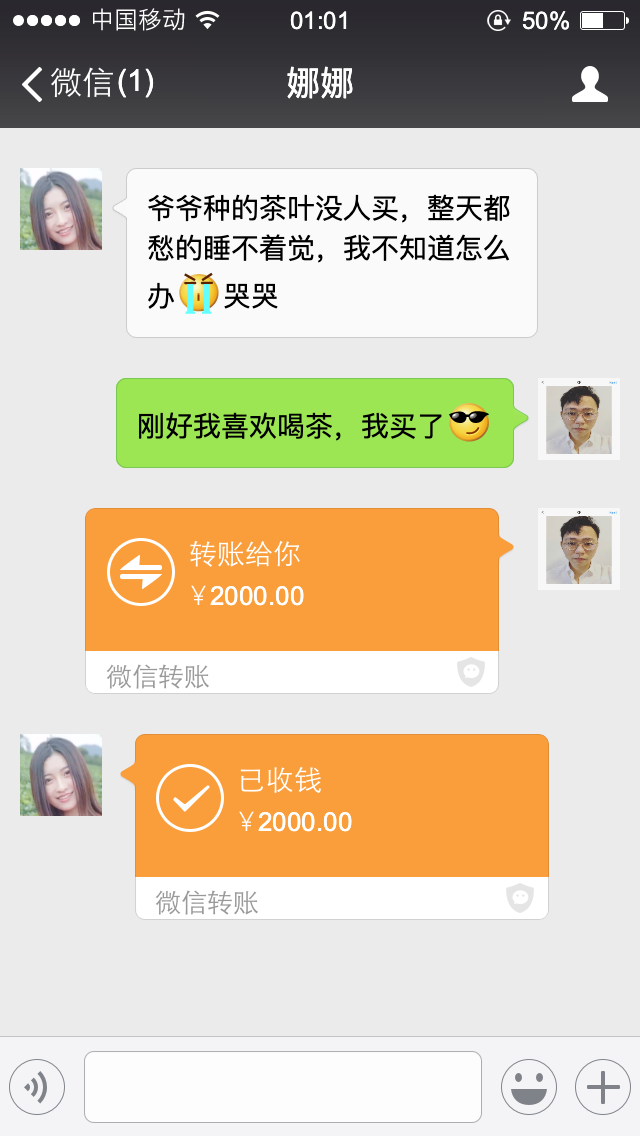 中国移动 01:01 50%
微信(1) 娜娜
爷爷种的茶叶没人买，整天都
愁的睡不着觉，我不知道怎么
办😭哭哭
刚好我喜欢喝茶，我买了😎
转账给你
￥2000.00
微信转账
已收钱
￥2000.00
微信转账